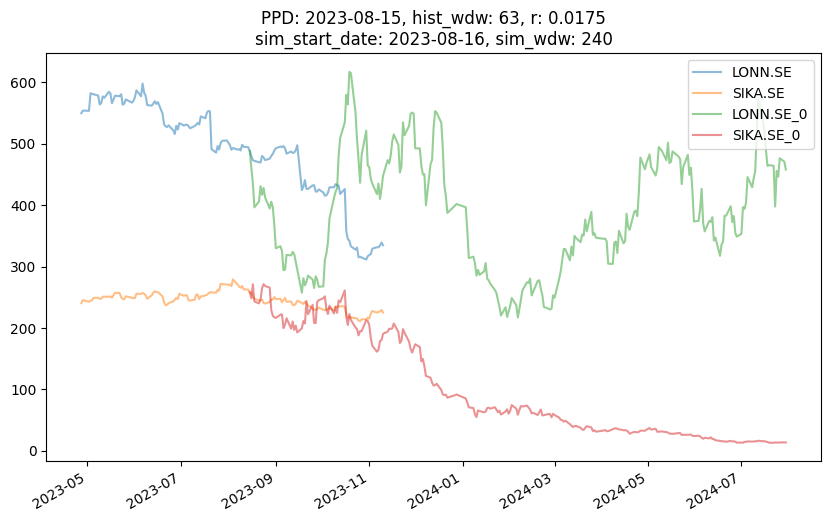 PPD: 2023-08-15, hist_wdw: 63, r: 0.0175
sim_start_date: 2023-08-16, sim_wdw: 240
LONN.SE
SIKA.SE
LONN.SE_0
SIKA.SE_0
600
500
400
300
200
100
0
2023-05
2023-07
2023-09
2023-11
2024-01
2024-03
2024-05
2024-07